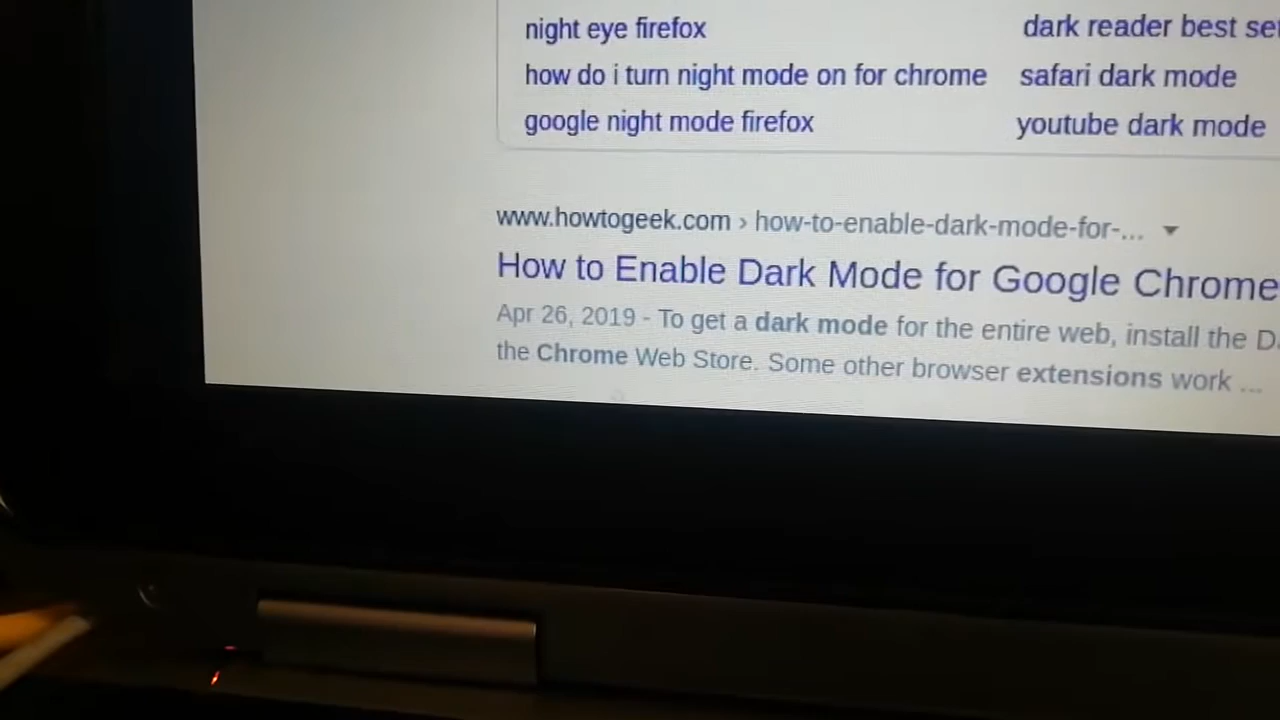 night eye firefox
dark reader best
how do i turn night mode on for chrome
safari dark mode
google night mode firefox
youtube dark mode
www.howtogeek.com › how-to-enable-dark-mode-for-...
How to Enable Dark Mode for Google Chrome
Apr 26, 2019 - To get a dark mode for the entire web, install the
the Chrome Web Store. Some other browser extensions work ...